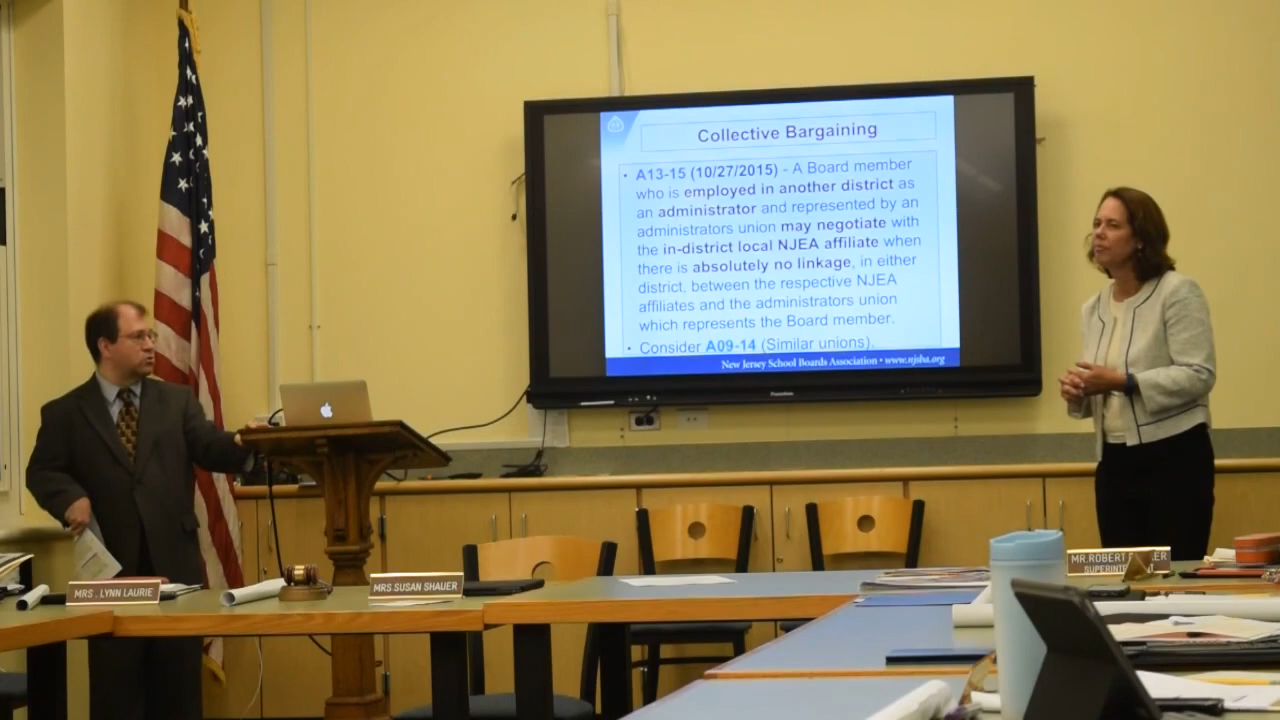 Collective Bargaining
• A13-15 (10/27/2015) - A Board member
who is employed in another district as
an administrator and represented by an
administrators union may negotiate with
the in-district local NJEA affiliate when
there is absolutely no linkage, in either
district, between the respective NJEA
affiliates and the administrators union
which represents the Board member.
• Consider A09-14 (Similar unions).
New Jersey School Boards Association • www.njsba.org
MRS . LYNN LAURIE
MRS SUSAN SHAUER
MR. ROBERT